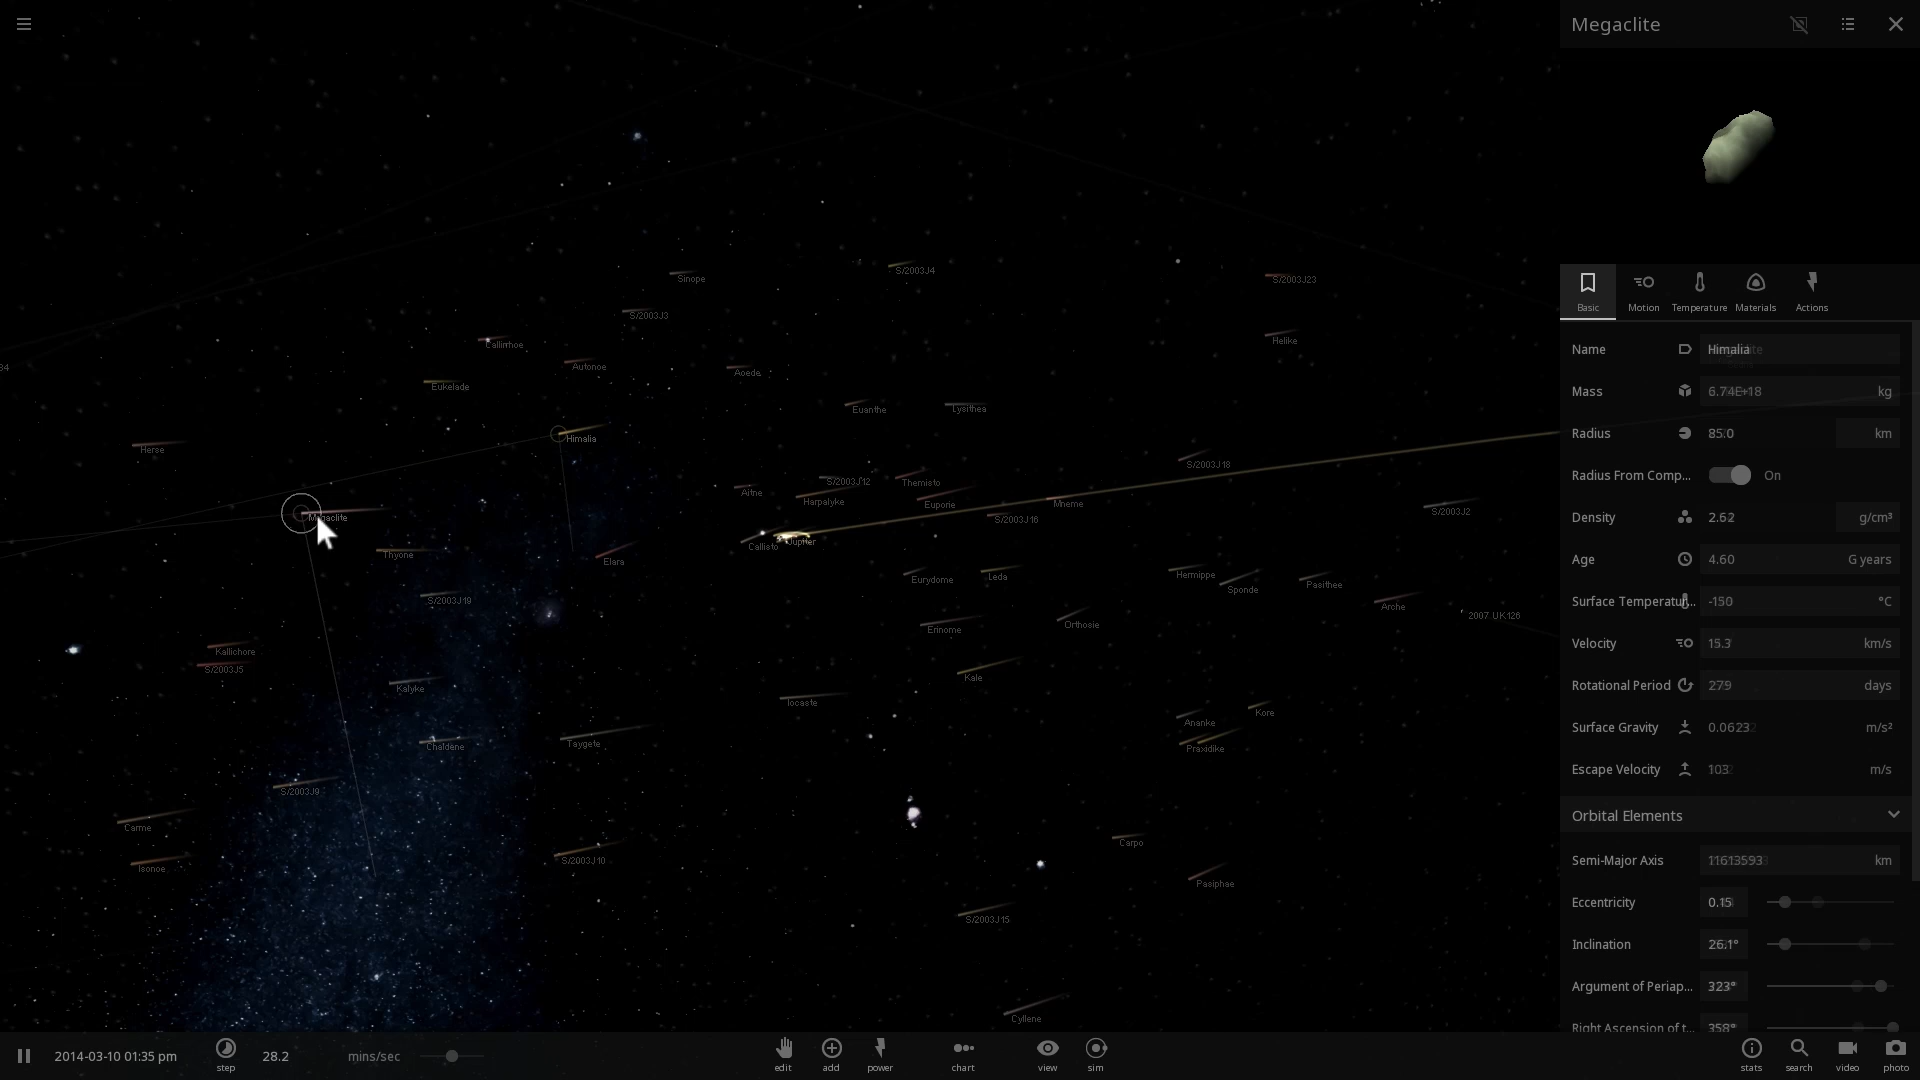 Megaclite
Sinope
S/2003J4
S/2003J23
S/2003J3
Callirrhoe
Helike
Autonoe
Aoede
Eukelade
Euanthe
Lysithea
Himalia
Herse
S/2003J18
S/2003J12
Themisto
Aitne
Harpalyke
Euporie
Mneme
S/2003J2
Megaclite
S/2003J16
Callisto
Jupiter
Thyone
Elara
Eurydome
Leda
Hermippe
Sponde
Pasithee
S/2003J19
Arche
2007 UK126
Erinome
Orthosie
Kallichore
S/2003J5
Kale
Kalyke
Iocaste
Ananke
Kore
Chaldene
Taygete
Praxidike
S/2003J9
Carme
Carpo
Isonoe
S/2003J10
Pasiphae
S/2003J15
Cyllene
Basic Motion Temperature Materials Actions
Name Himalia
Mass 6.74E+18 kg
Radius 85.0 km
Radius From Comp... On
Density 2.62 g/cm³
Age 4.60 G years
Surface Temperatur... -150 °C
Velocity 15.3 km/s
Rotational Period 279 days
Surface Gravity 0.0623 m/s²
Escape Velocity 103 m/s
Orbital Elements
Semi-Major Axis 11613593 km
Eccentricity 0.15
Inclination 26.1°
Argument of Periap... 323°
Right Ascension of t... 358°
2014-03-10 01:35 pm step 28.2 mins/sec edit add power chart view sim stats search video photo